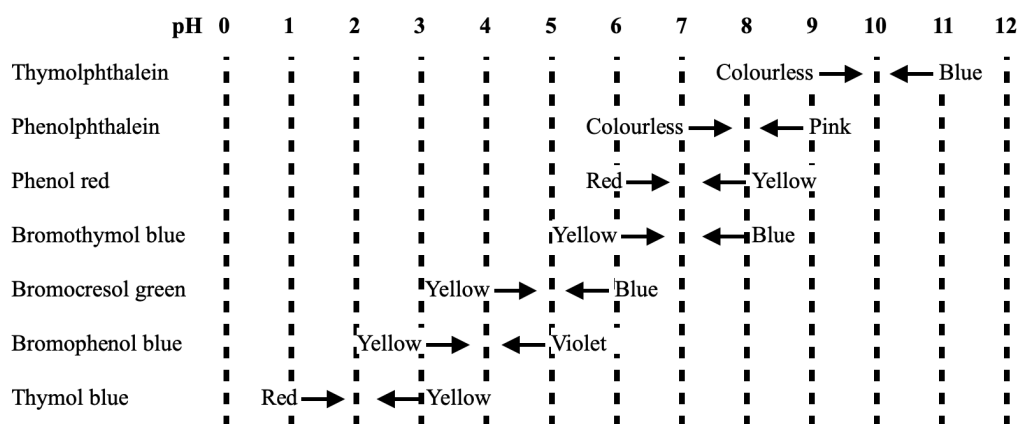 pH 0 1 2 3 4 5 6 7 8 9 10 11 12
Thymolphthalein Colourless Blue
Phenolphthalein Colourless Pink
Phenol red Red Yellow
Bromothymol blue Yellow Blue
Bromocresol green Yellow Blue
Bromophenol blue Yellow Violet
Thymol blue Red Yellow